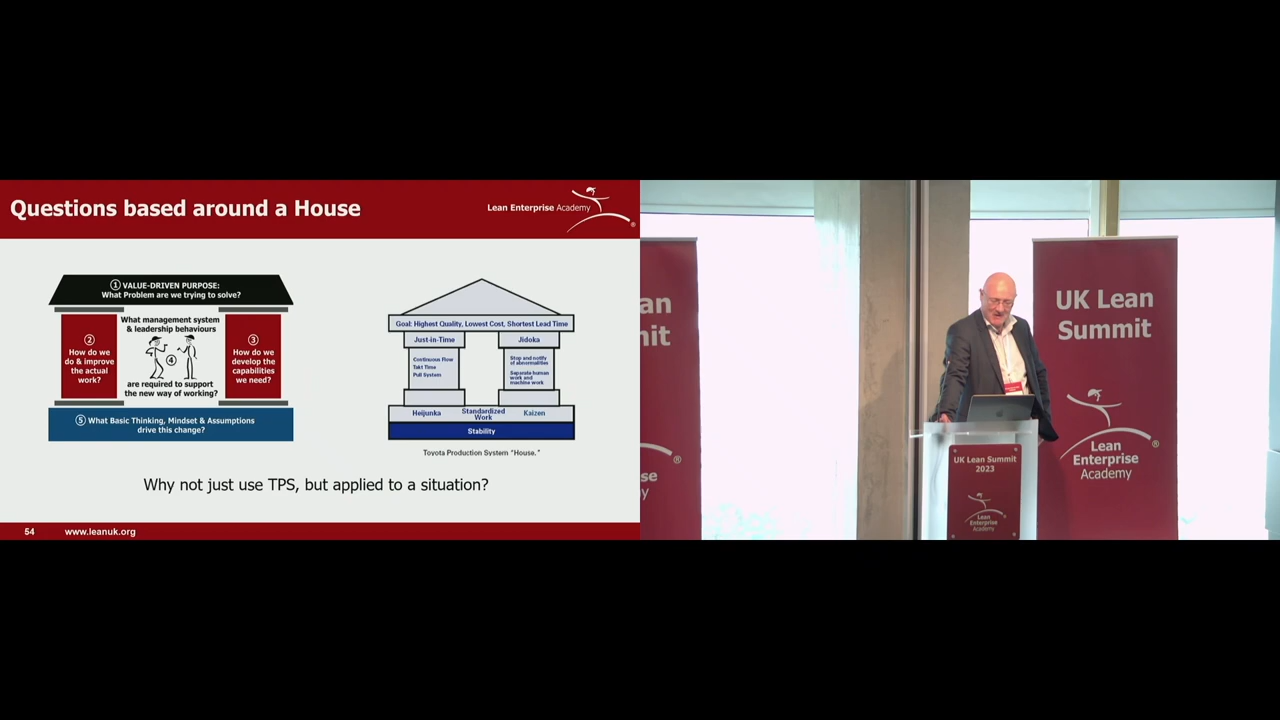 Questions based around a House
Lean Enterprise Academy
®
① VALUE-DRIVEN PURPOSE:
What Problem are we trying to solve?
②
How do we
do & improve
the actual
work?
What management system
& leadership behaviours
④
are required to support
the new way of working?
③
How do we
develop the
capabilities
we need?
⑤ What Basic Thinking, Mindset & Assumptions
drive this change?
Goal: Highest Quality, Lowest Cost, Shortest Lead Time
Just-in-Time
Continuous Flow
Takt Time
Pull System
Jidoka
Stop and notify
of abnormalities
Separate human
work and
machine work
Heijunka
Standardized
Work
Kaizen
Stability
Toyota Production System "House."
Why not just use TPS, but applied to a situation?
54
www.leanuk.org
an
it
se
y
®
UK Lean
Summit
Lean
Enterprise
Academy
®
UK Lean Summit
2023
Lean
Enterprise
Academy